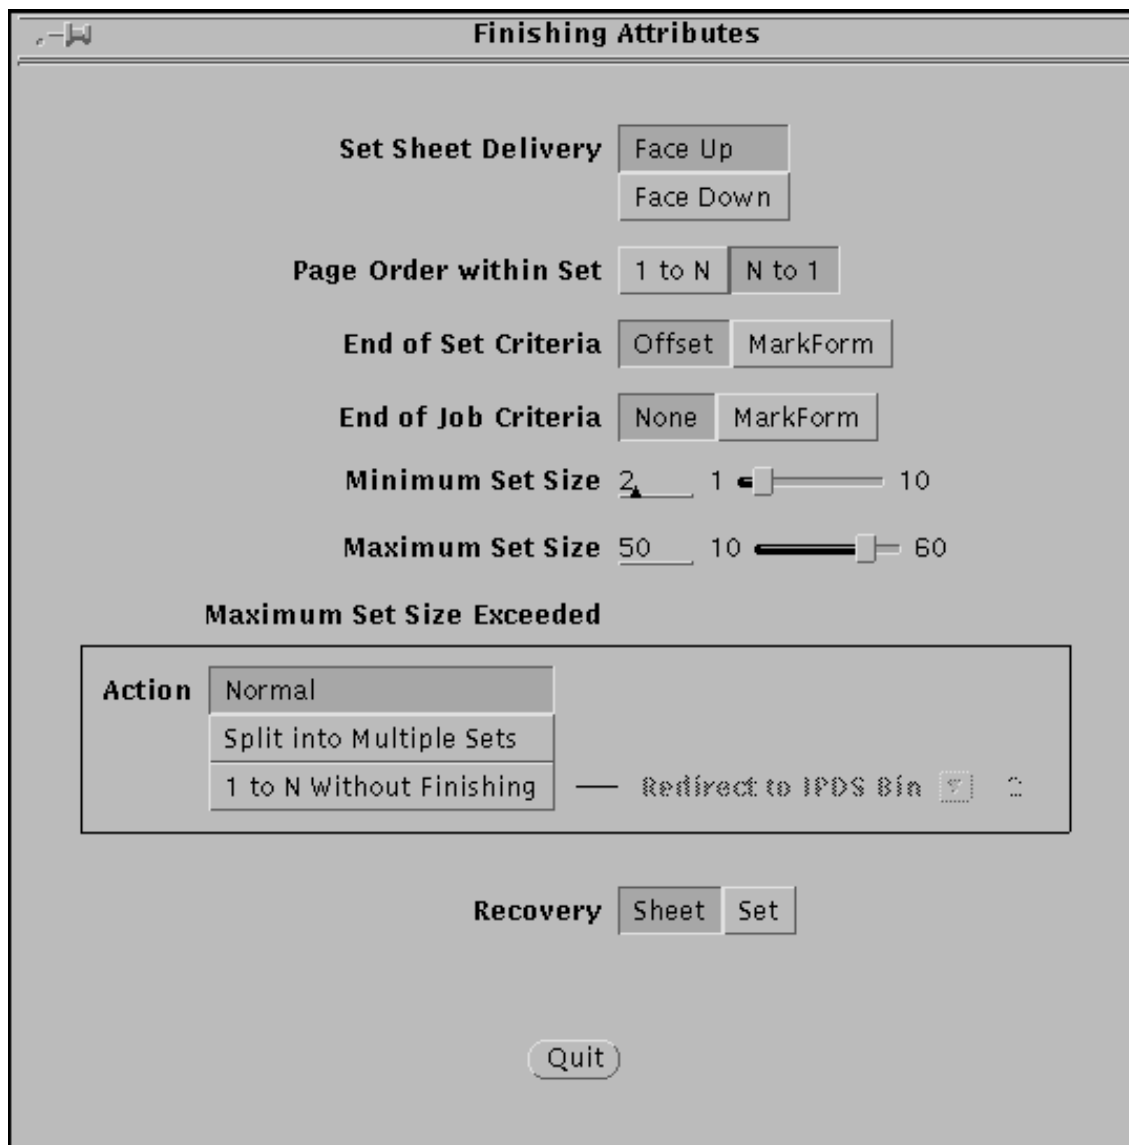 Finishing Attributes
Set Sheet Delivery Face Up
Face Down
Page Order within Set 1 to N N to 1
End of Set Criteria Offset MarkForm
End of Job Criteria None MarkForm
Minimum Set Size 2 1 10
Maximum Set Size 50 10 60
Maximum Set Size Exceeded
Action Normal
Split into Multiple Sets
1 to N Without Finishing Redirect to IPDS Bin
Recovery Sheet Set
Quit